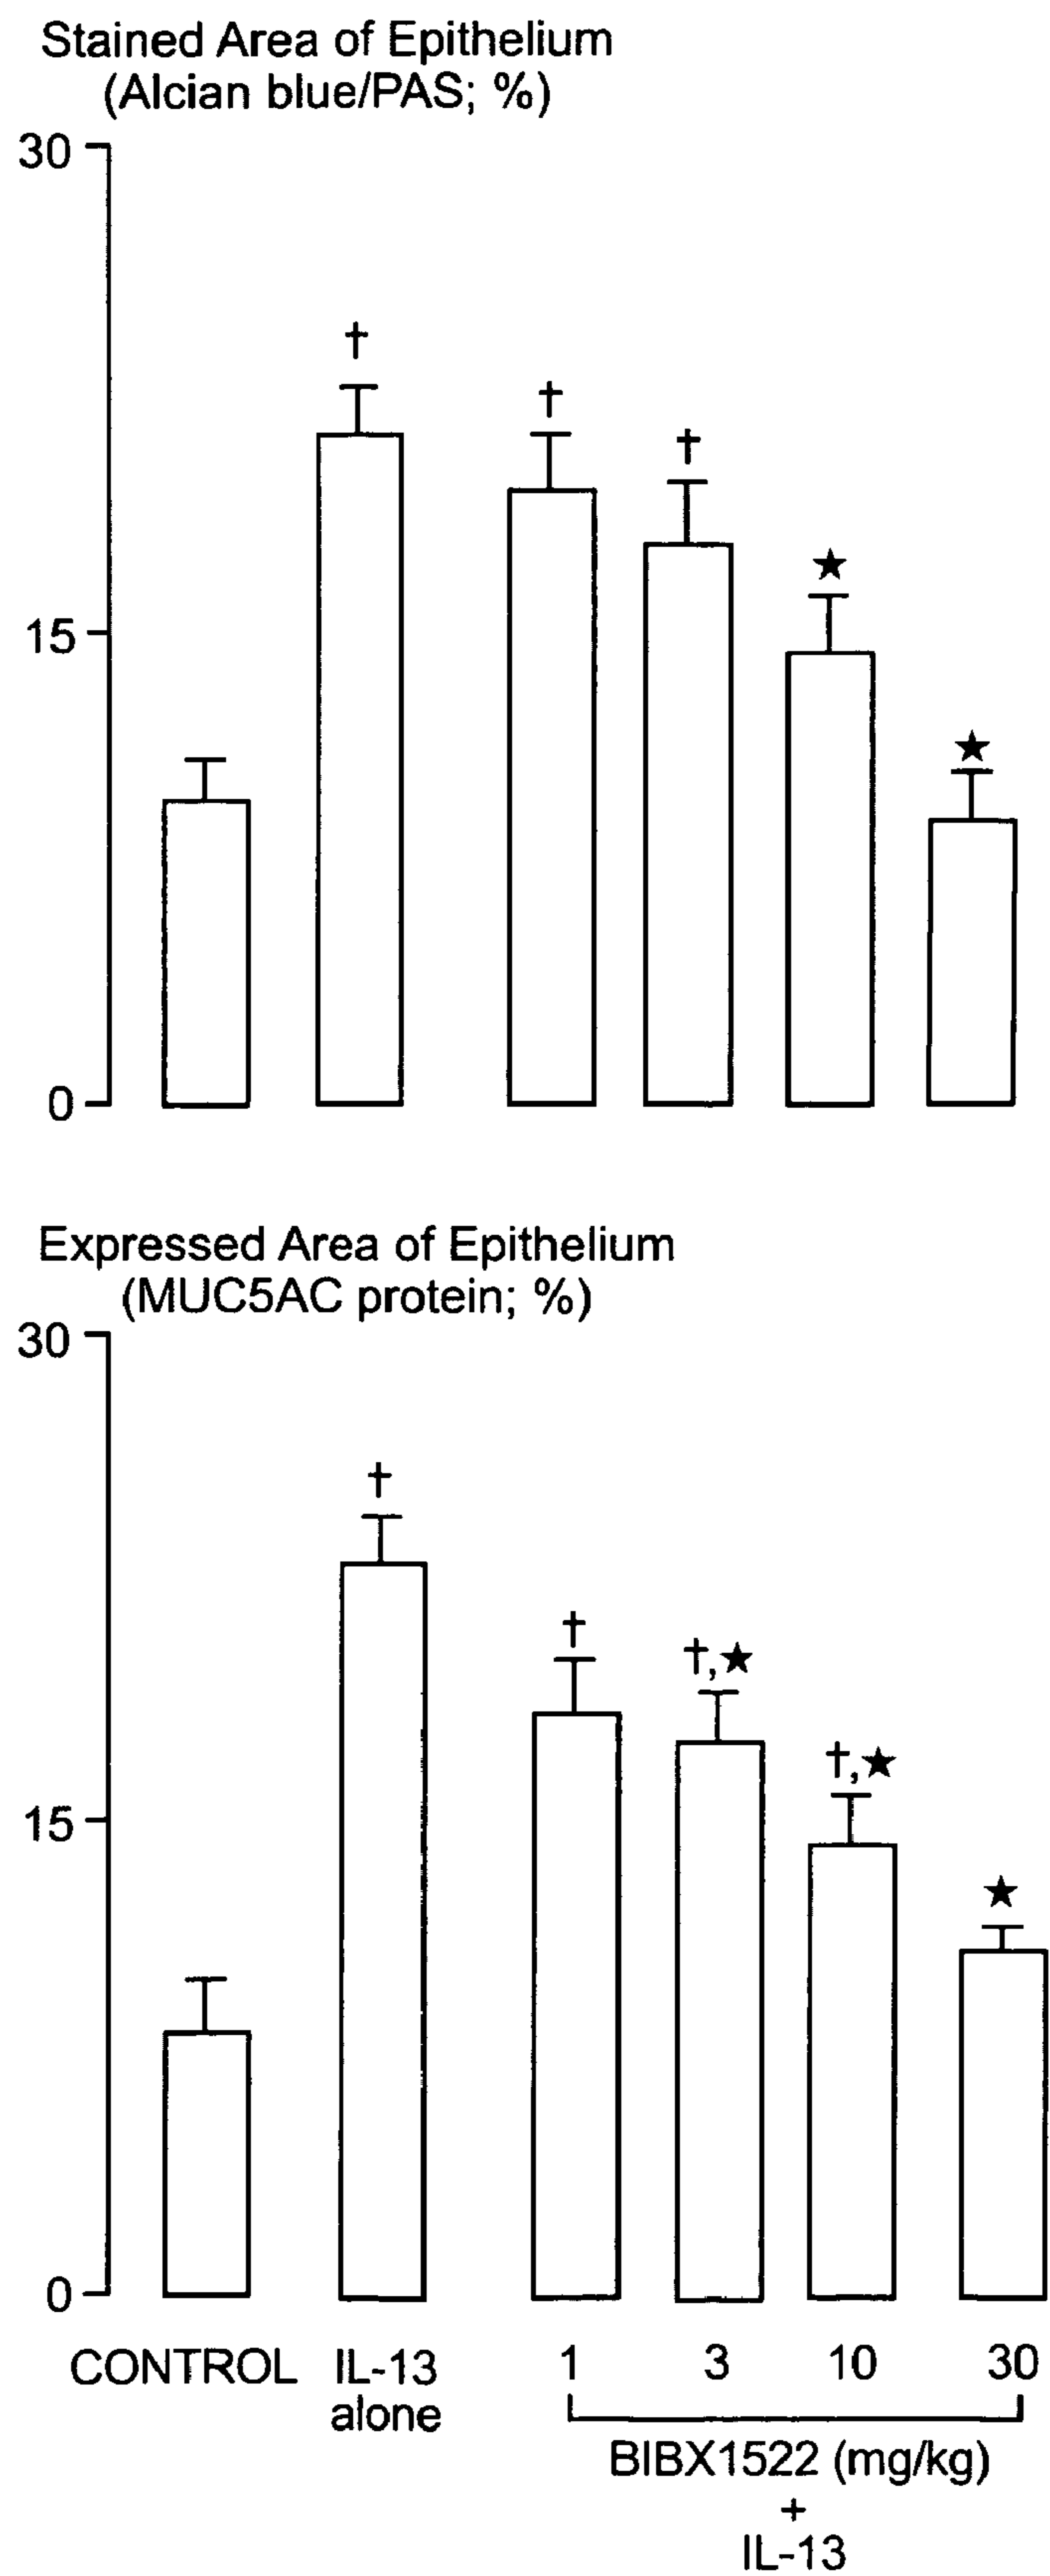 Stained Area of Epithelium
(Alcian blue/PAS; %)
30
†
†
†
★
15
★
0
Expressed Area of Epithelium
(MUC5AC protein; %)
30
†
†
†,★
†,★
15
★
0
CONTROL IL-13 1 3 10 30
alone
BIBX1522 (mg/kg)
+
IL-13